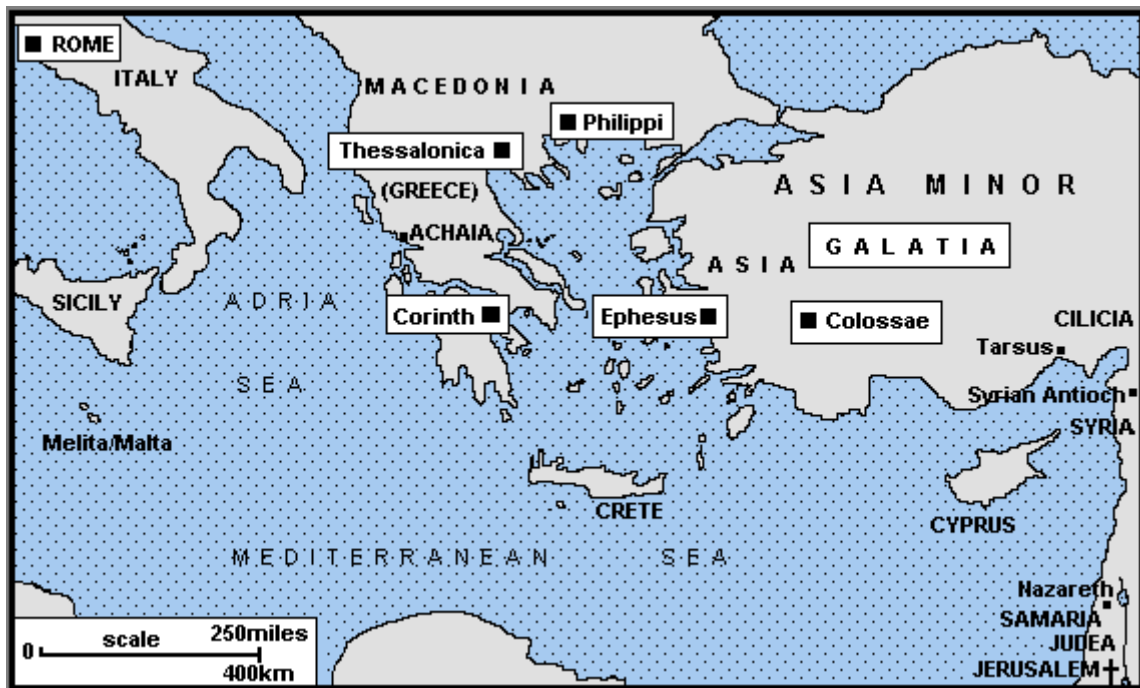 ■ ROME
ITALY
MACEDONIA
■ Philippi
Thessalonica ■
(GREECE)
ASIA MINOR
ACHAIA
GALATIA
ASIA
ADRIA
SEA
SICILY
Corinth ■
Ephesus ■
■ Colossae
CILICIA
Tarsus
Syrian Antioch
SYRIA
Melita/Malta
CRETE
CYPRUS
MEDITERRANEAN SEA
Nazareth
SAMARIA
JUDEA
JERUSALEM
scale 250miles
0
400km